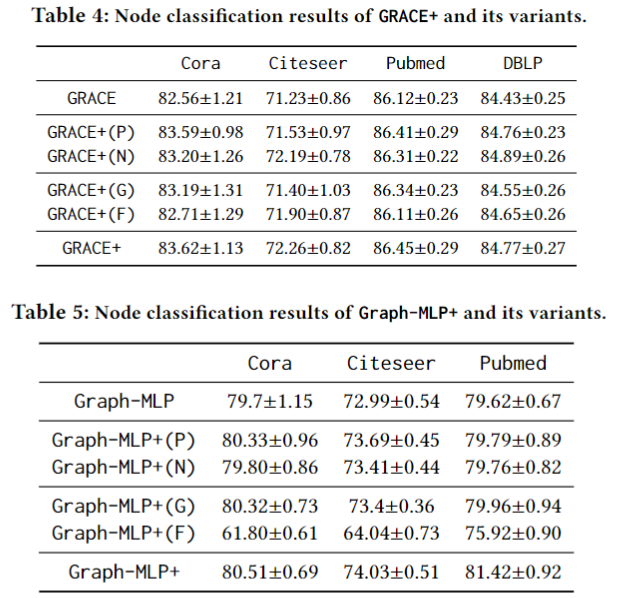 Table 4: Node classification results of GRACE+ and its variants.
Cora Citeseer Pubmed DBLP
GRACE 82.56±1.21 71.23±0.86 86.12±0.23 84.43±0.25
GRACE+(P) 83.59±0.98 71.53±0.97 86.41±0.29 84.76±0.23
GRACE+(N) 83.20±1.26 72.19±0.78 86.31±0.22 84.89±0.26
GRACE+(G) 83.19±1.31 71.40±1.03 86.34±0.23 84.55±0.26
GRACE+(F) 82.71±1.29 71.90±0.87 86.11±0.26 84.65±0.26
GRACE+ 83.62±1.13 72.26±0.82 86.45±0.29 84.77±0.27
Table 5: Node classification results of Graph-MLP+ and its variants.
Cora Citeseer Pubmed
Graph-MLP 79.7±1.15 72.99±0.54 79.62±0.67
Graph-MLP+(P) 80.33±0.96 73.69±0.45 79.79±0.89
Graph-MLP+(N) 79.80±0.86 73.41±0.44 79.76±0.82
Graph-MLP+(G) 80.32±0.73 73.4±0.36 79.96±0.94
Graph-MLP+(F) 61.80±0.61 64.04±0.73 75.92±0.90
Graph-MLP+ 80.51±0.69 74.03±0.51 81.42±0.92